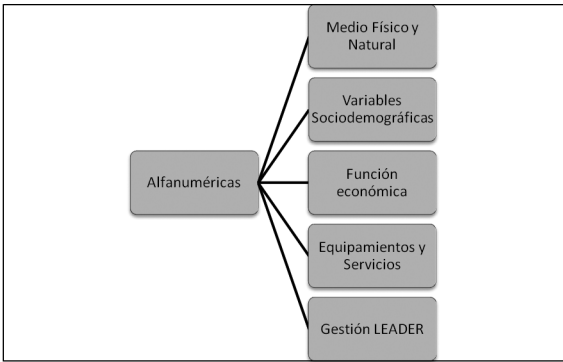 Medio Físico y
Natural
Variables
Sociodemográficas
Alfanuméricas
Función
económica
Equipamientos y
Servicios
Gestión LEADER